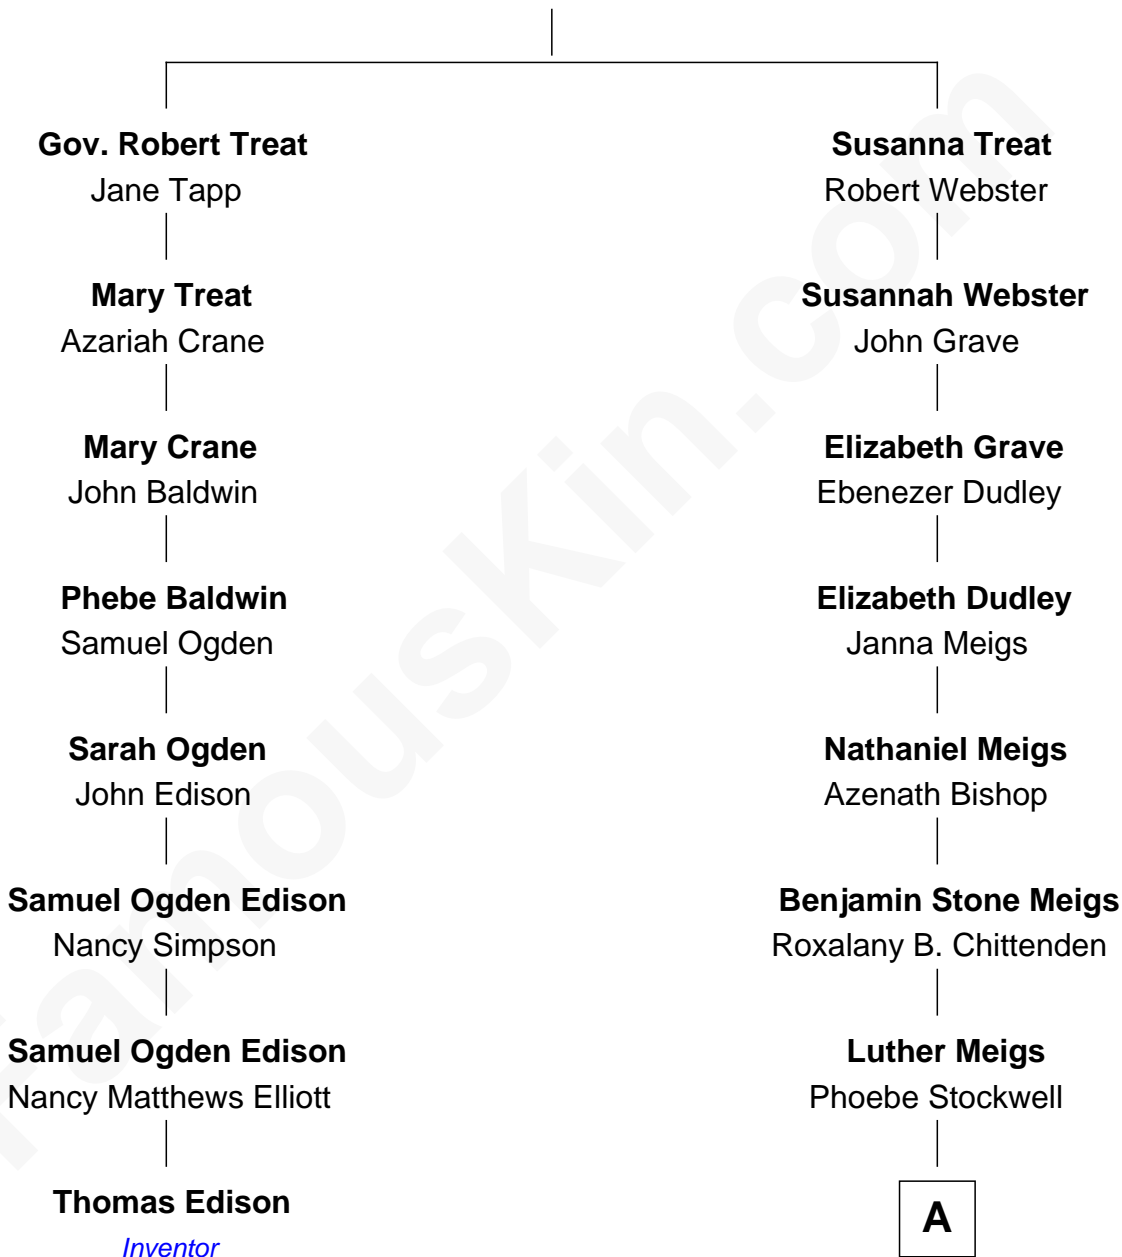 Gov. Robert Treat
Jane Tapp
Mary Treat
Azariah Crane
Mary Crane
John Baldwin
Phebe Baldwin
Samuel Ogden
Sarah Ogden
John Edison
Samuel Ogden Edison
Nancy Simpson
Samuel Ogden Edison
Nancy Matthews Elliott
Thomas Edison
Inventor
Susanna Treat
Robert Webster
Susannah Webster
John Grave
Elizabeth Grave
Ebenezer Dudley
Elizabeth Dudley
Janna Meigs
Nathaniel Meigs
Azenath Bishop
Benjamin Stone Meigs
Roxalany B. Chittenden
Luther Meigs
Phoebe Stockwell
A
FamousKin.com